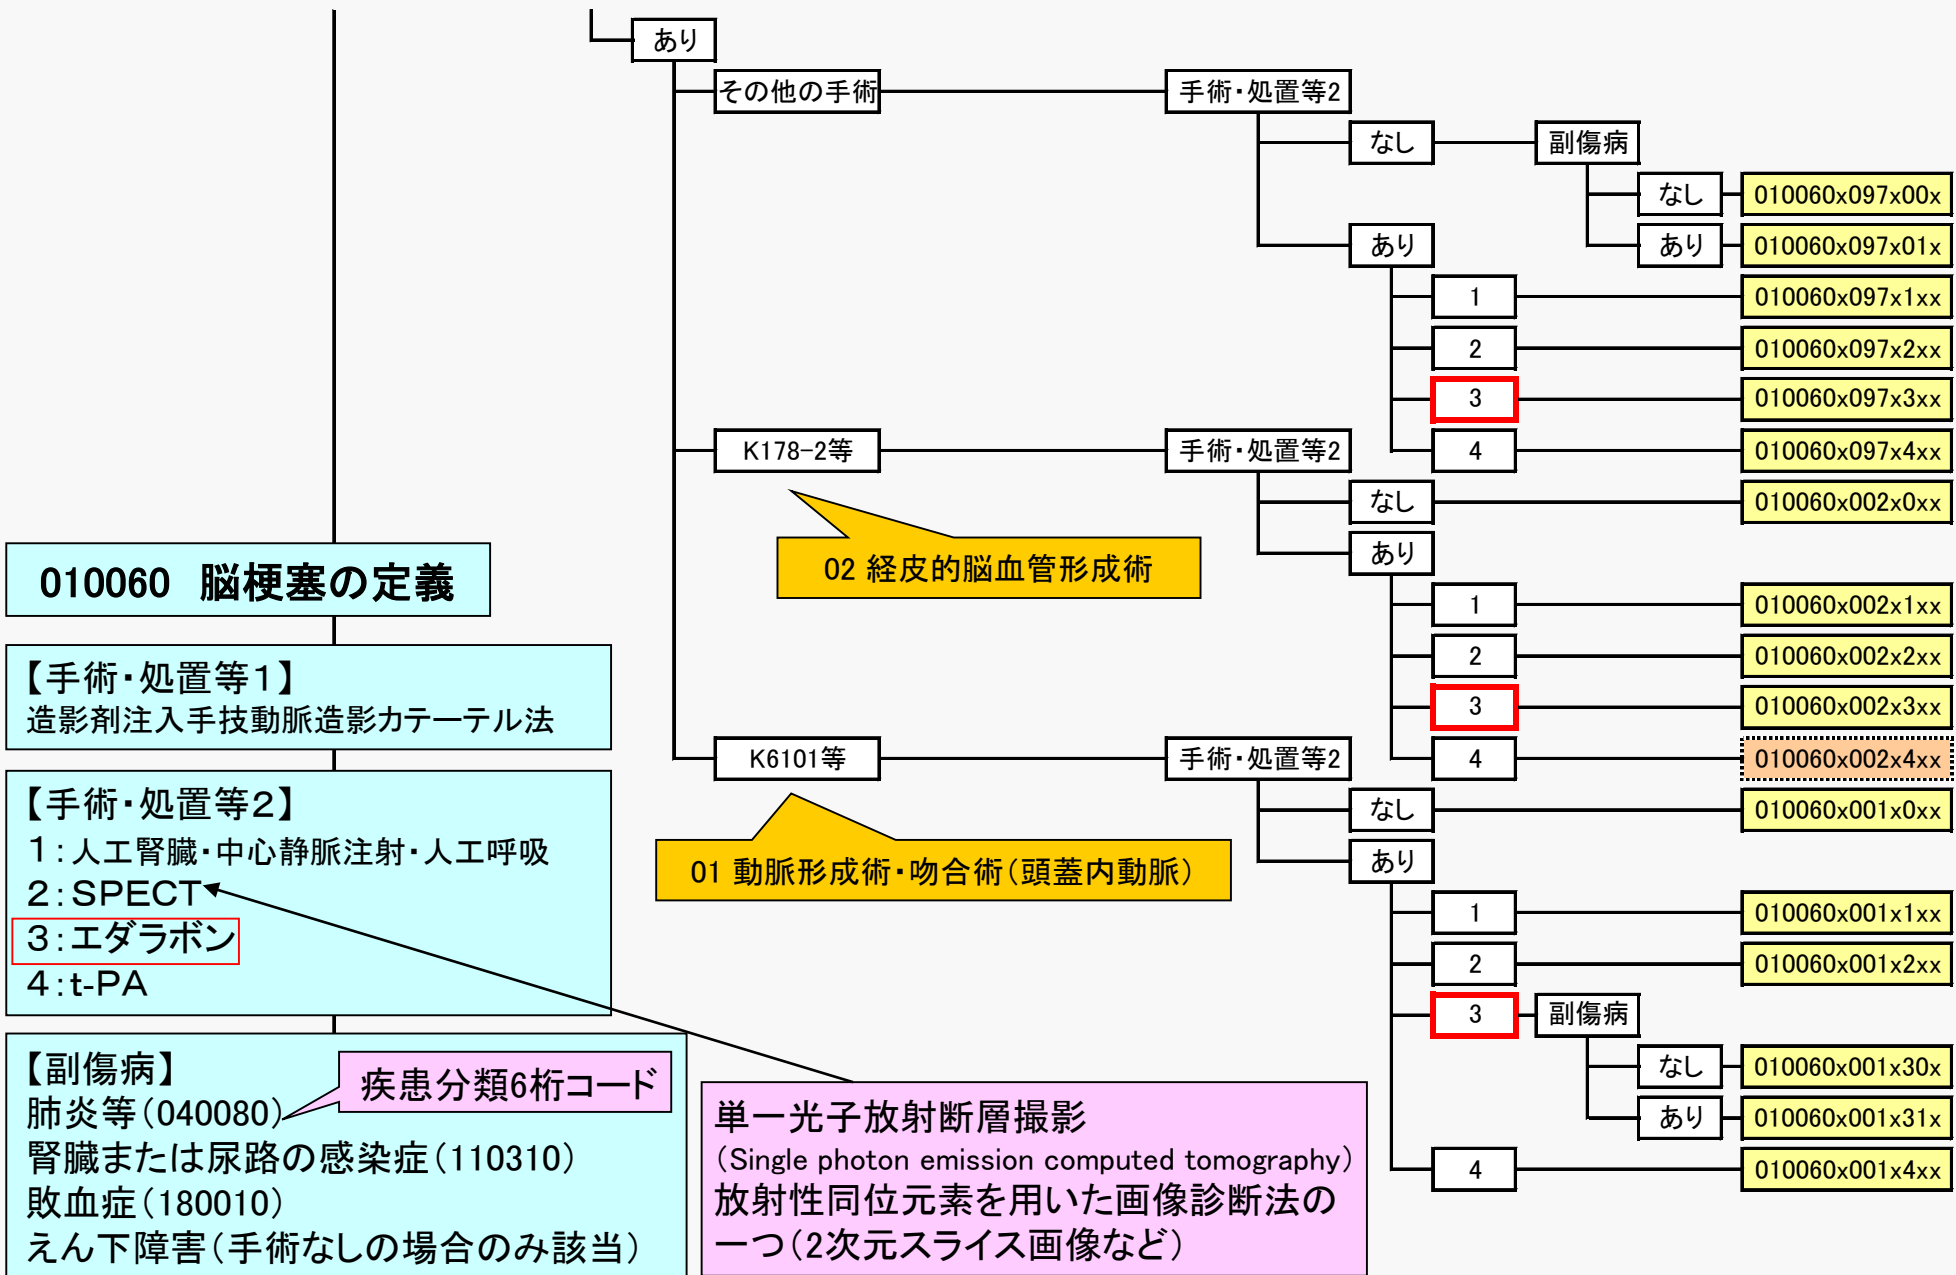 あり
その他の手術
手術・処置等2
なし
副傷病
なし
010060x097x00x
あり
あり
010060x097x01x
1
010060x097x1xx
2
010060x097x2xx
3
010060x097x3xx
K178-2等
手術・処置等2
4
010060x097x4xx
なし
010060x002x0xx
02 経皮的脳血管形成術
あり
010060 脳梗塞の定義
1
010060x002x1xx
2
010060x002x2xx
【手術・処置等1】
造影剤注入手技動脈造影カテーテル法
3
010060x002x3xx
K6101等
手術・処置等2
4
010060x002x4xx
【手術・処置等2】
1:人工腎臓・中心静脈注射・人工呼吸
2:SPECT
3:エダラボン
4:t-PA
なし
010060x001x0xx
01 動脈形成術・吻合術(頭蓋内動脈)
あり
1
010060x001x1xx
2
010060x001x2xx
3
副傷病
なし
010060x001x30x
あり
010060x001x31x
4
010060x001x4xx
【副傷病】
肺炎等(040080)
疾患分類6桁コード
腎臓または尿路の感染症(110310)
敗血症(180010)
えん下障害(手術なしの場合のみ該当)
単一光子放射断層撮影
(Single photon emission computed tomography)
放射性同位元素を用いた画像診断法の
一つ(2次元スライス画像など)